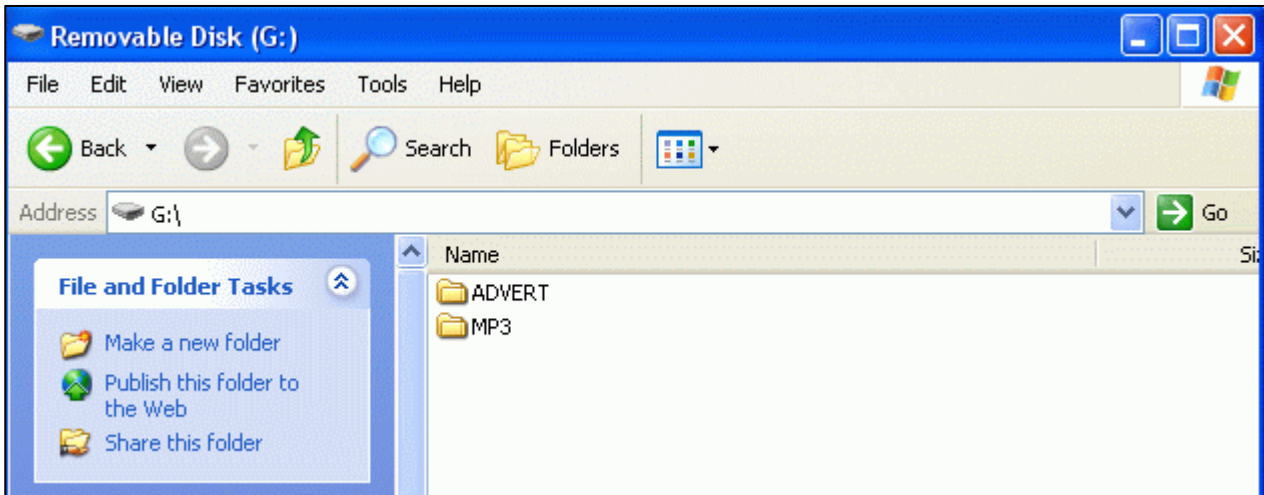 Removable Disk (G:)
File Edit View Favorites Tools Help
Back Search Folders
Address G:\ Go
Name Si
File and Folder Tasks
ADVERT
MP3
Make a new folder
Publish this folder to
the Web
Share this folder